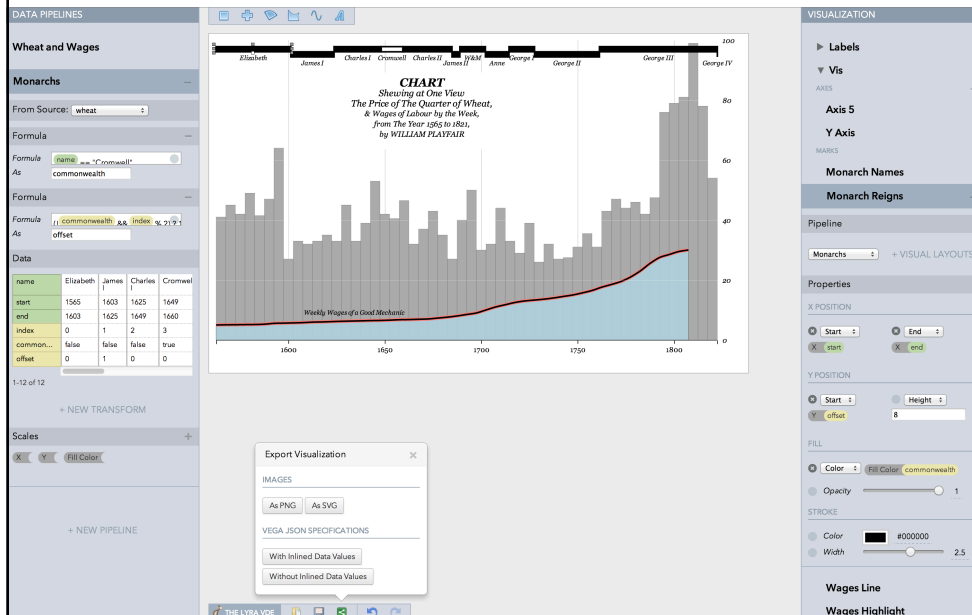 DATA PIPELINES
Wheat and Wages
Monarchs
From Source: wheat
Formula
Formula name == "Cromwell"
As commonwealth
Formula
Formula (( commonwealth && index % 2) ? 1
As offset
Data
name Elizabeth James I Charles I Cromwel
start 1565 1603 1625 1649
end 1603 1625 1649 1660
index 0 1 2 3
common... false false false true
offset 0 1 0 0
1-12 of 12
+ NEW TRANSFORM
Scales
X Y Fill Color
+ NEW PIPELINE
Elizabeth James I Charles I Cromwell Charles II James II W&M Anne George I George II George III George IV
CHART
Shewing at One View
The Price of The Quarter of Wheat,
& Wages of Labour by the Week,
from The Year 1565 to 1821,
by WILLIAM PLAYFAIR
100
80
60
40
20
0
Weekly Wages of a Good Mechanic
1600 1650 1700 1750 1800
Export Visualization
IMAGES
As PNG As SVG
VEGA JSON SPECIFICATIONS
With Inlined Data Values
Without Inlined Data Values
THE LYRA VDE
VISUALIZATION
Labels
Vis
AXES
Axis 5
Y Axis
MARKS
Monarch Names
Monarch Reigns
Pipeline
Monarchs + VISUAL LAYOUTS
Properties
X POSITION
Start End
X start X end
Y POSITION
Start Height
Y offset 8
FILL
Color Fill Color commonwealth
Opacity 1
STROKE
Color #000000
Width 2.5
Wages Line
Wages Highlight